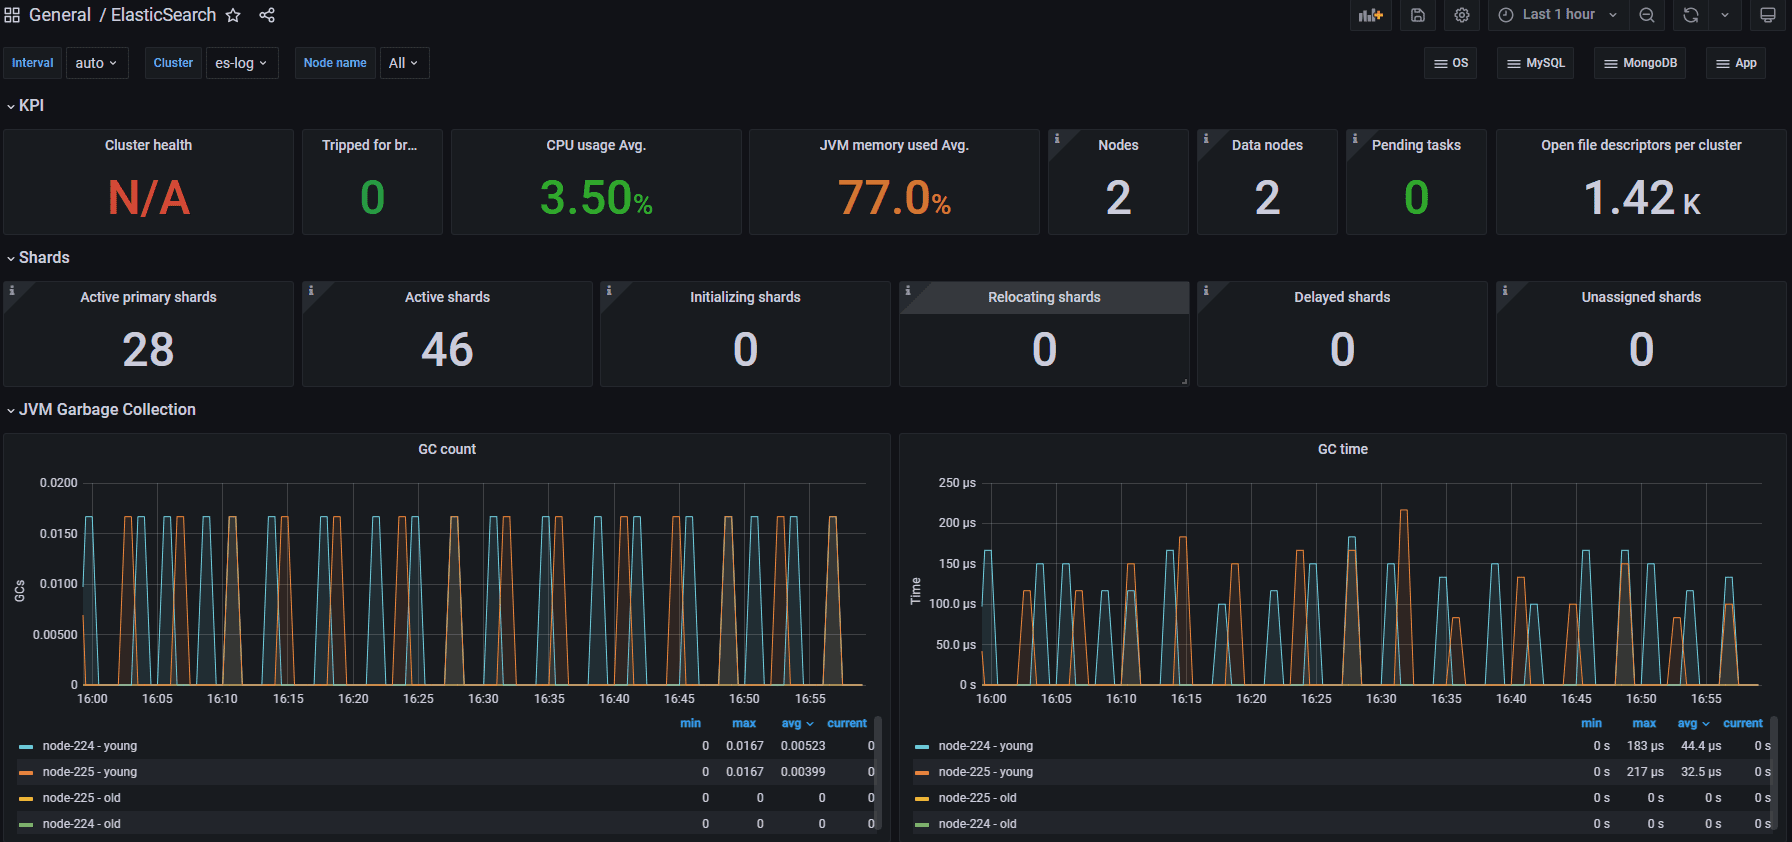 General / ElasticSearch
Last 1 hour
Interval auto Cluster es-log Node name All
OS MySQL MongoDB App
KPI
Cluster health
N/A
Tripped for br...
0
CPU usage Avg.
3.50%
JVM memory used Avg.
77.0%
Nodes
2
Data nodes
2
Pending tasks
0
Open file descriptors per cluster
1.42 K
Shards
Active primary shards
28
Active shards
46
Initializing shards
0
Relocating shards
0
Delayed shards
0
Unassigned shards
0
JVM Garbage Collection
GC count
GCs
0.0200
0.0150
0.0100
0.00500
0
16:00 16:05 16:10 16:15 16:20 16:25 16:30 16:35 16:40 16:45 16:50 16:55
min max avg current
node-224 - young 0 0.0167 0.00523 0
node-225 - young 0 0.0167 0.00399 0
node-225 - old 0 0 0 0
node-224 - old 0 0 0 0
GC time
Time
250 µs
200 µs
150 µs
100.0 µs
50.0 µs
0 s
16:00 16:05 16:10 16:15 16:20 16:25 16:30 16:35 16:40 16:45 16:50 16:55
min max avg current
node-224 - young 0 s 183 µs 44.4 µs 0 s
node-225 - young 0 s 217 µs 32.5 µs 0 s
node-225 - old 0 s 0 s 0 s 0 s
node-224 - old 0 s 0 s 0 s 0 s